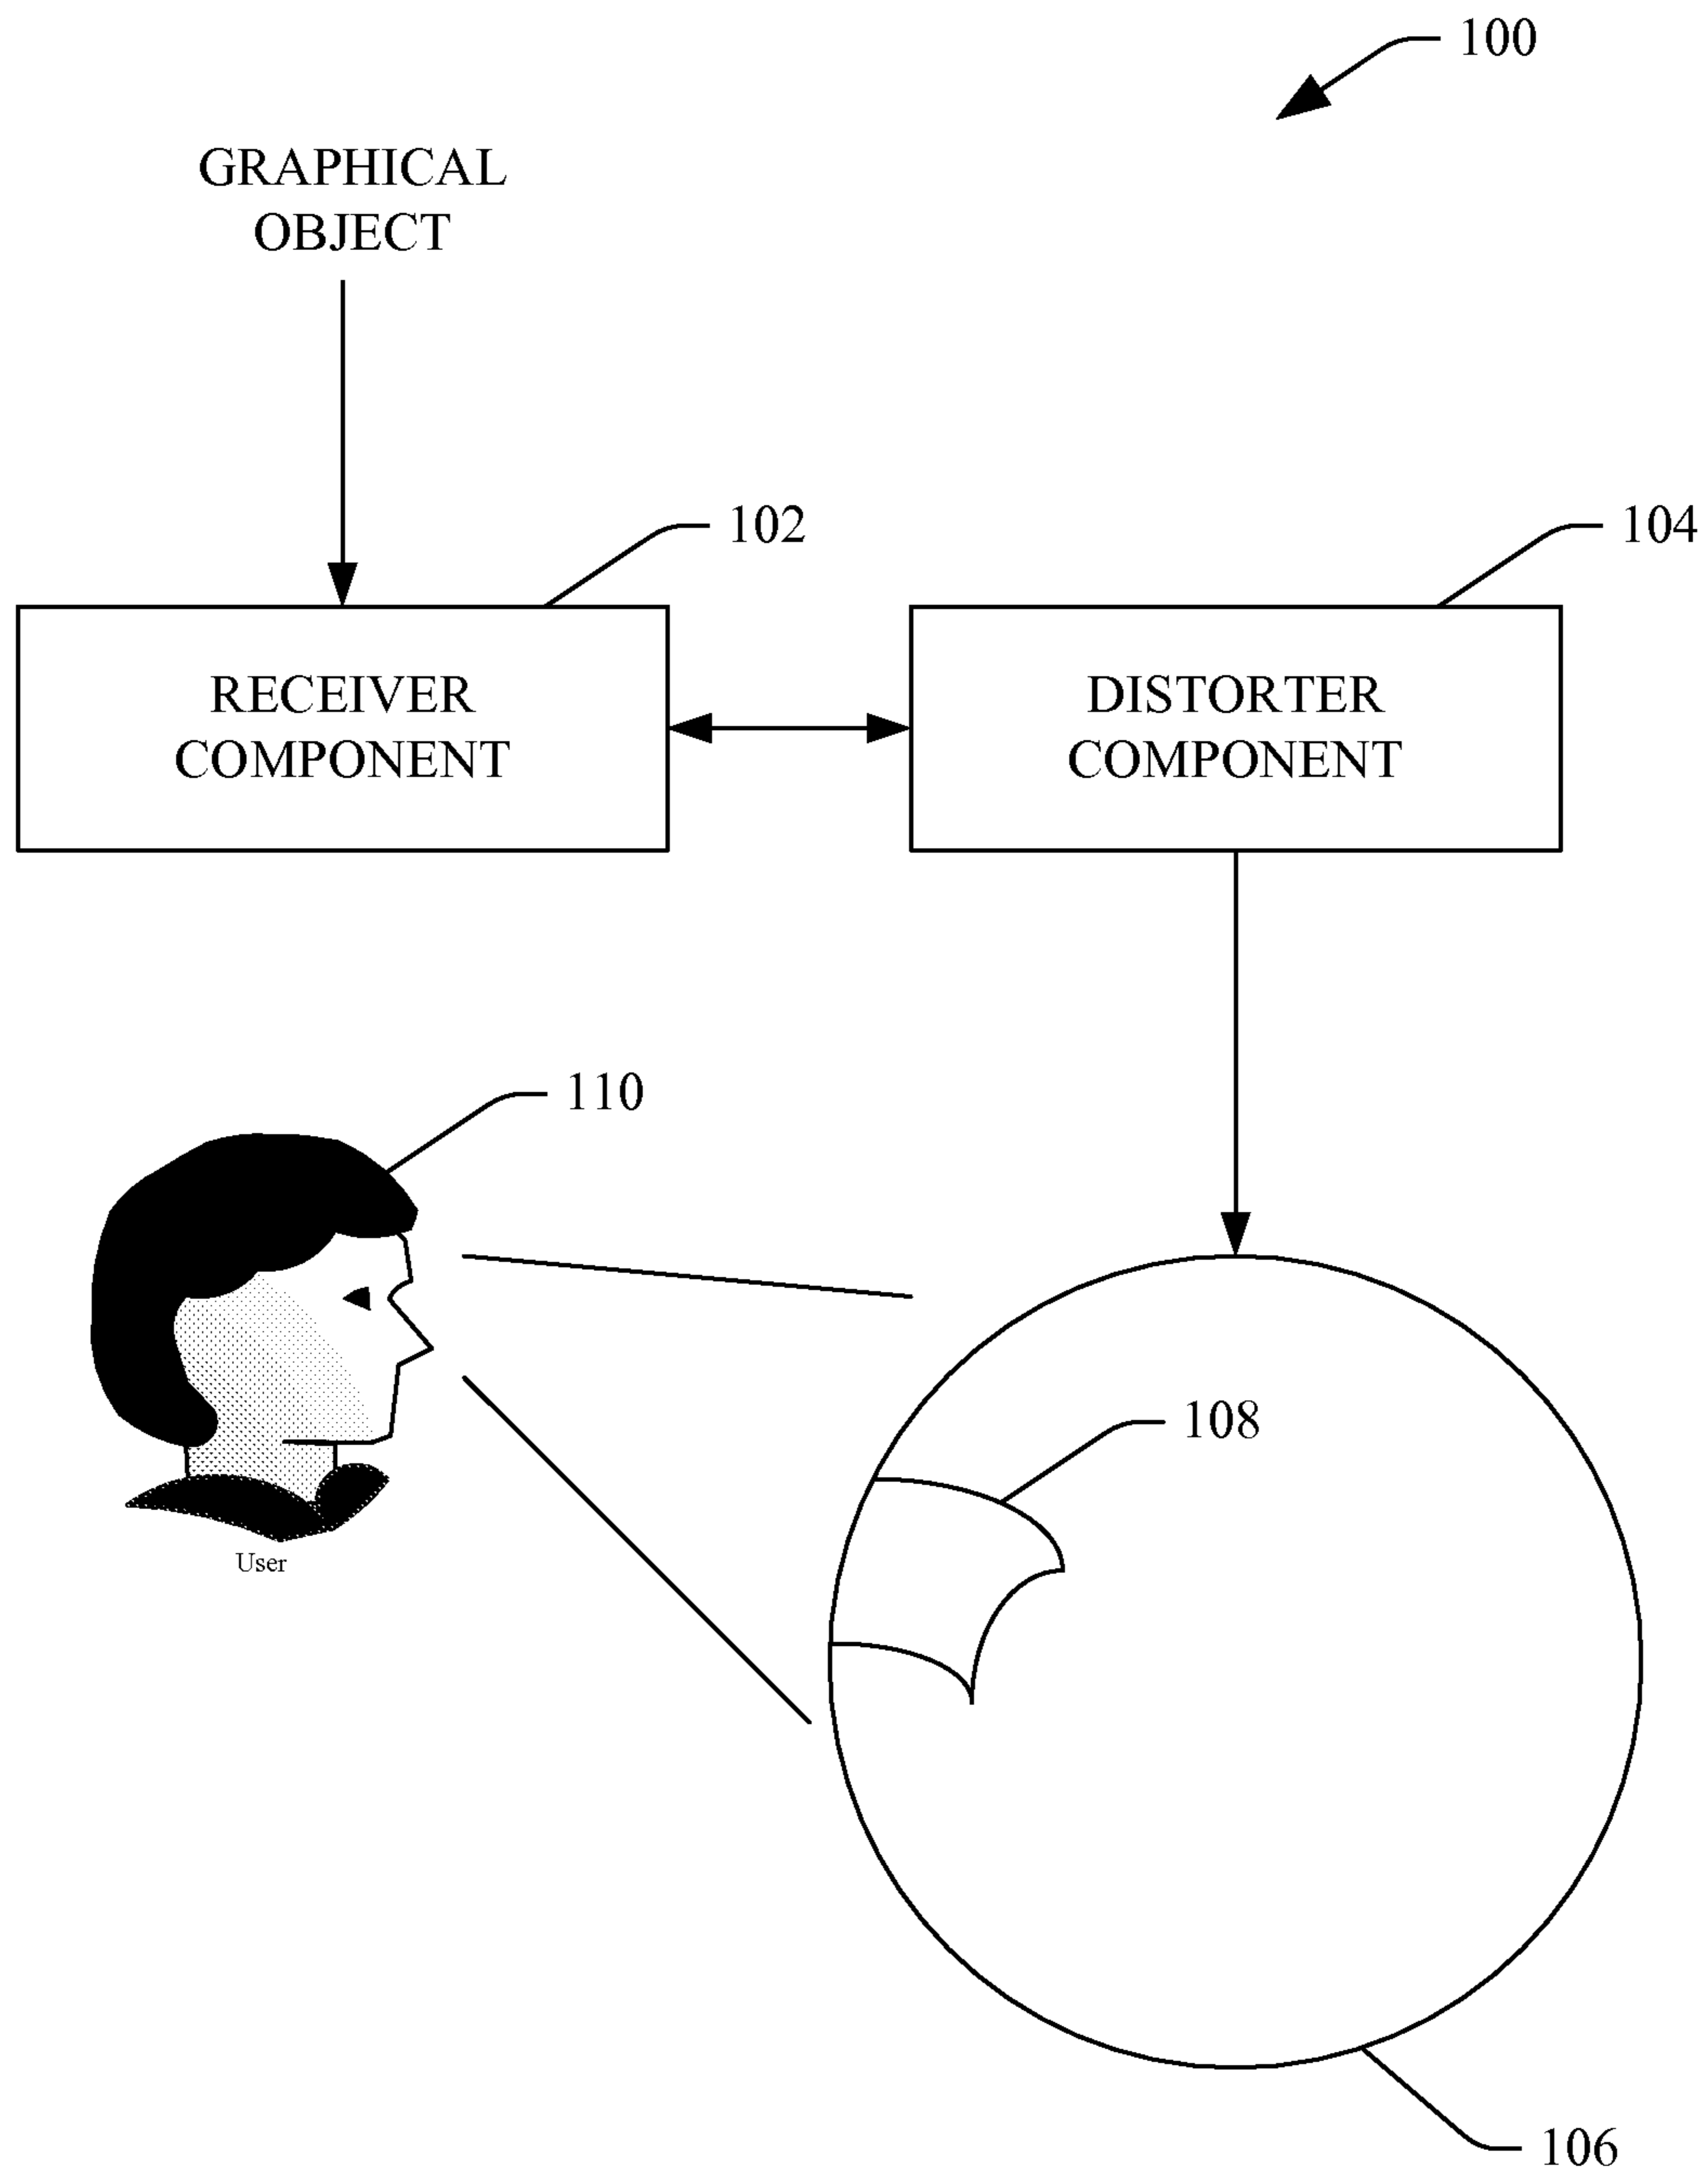 100
GRAPHICAL
OBJECT
102
104
RECEIVER
COMPONENT
DISTORTER
COMPONENT
110
108
User
106